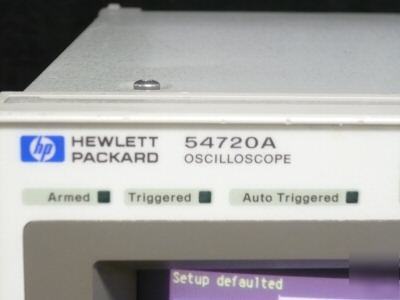 hp HEWLETT PACKARD 54720A OSCILLOSCOPE
Armed Triggered Auto Triggered
Setup defaulted